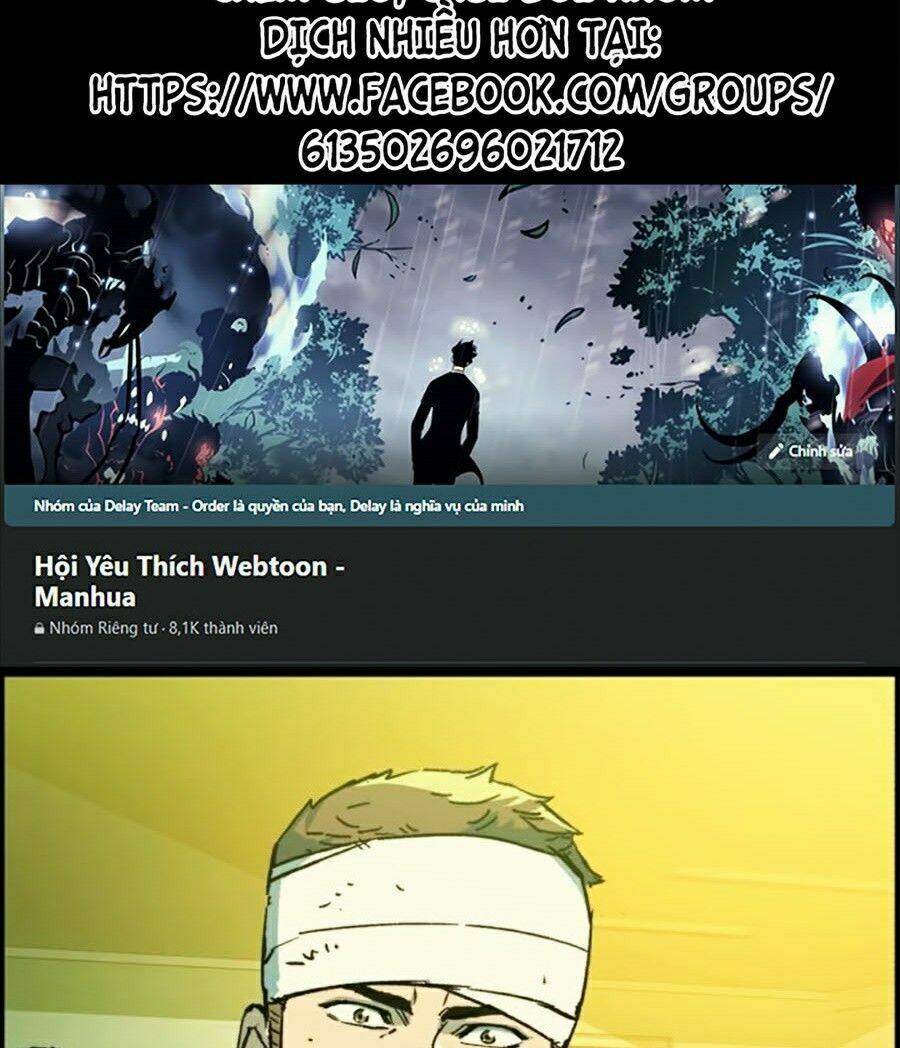 DỊCH NHIỀU HƠN TẠI:
HTTPS://WWW.FACEBOOK.COM/GROUPS/
613502696021712
Chỉnh sửa
Nhóm của Delay Team - Order là quyền của bạn, Delay là nghĩa vụ của mình
Hội Yêu Thích Webtoon -
Manhua
Nhóm Riêng tư · 8,1K thành viên